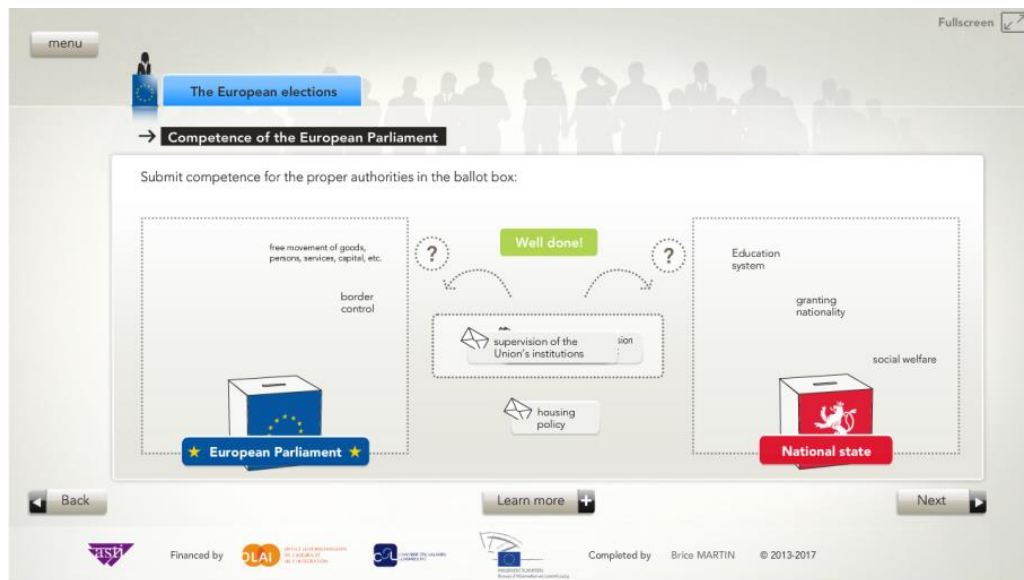 Fullscreen
menu
The European elections
→ Competence of the European Parliament
Submit competence for the proper authorities in the ballot box:
free movement of goods,
persons, services, capital, etc.
border
control
?
Well done!
?
supervision of the
Union's institutions
sion
housing
policy
Education
system
granting
nationality
social welfare
★ European Parliament ★
National state
Back
Learn more +
Next
asti
Financed by
OLAI
Completed by
Brice MARTIN
© 2013-2017